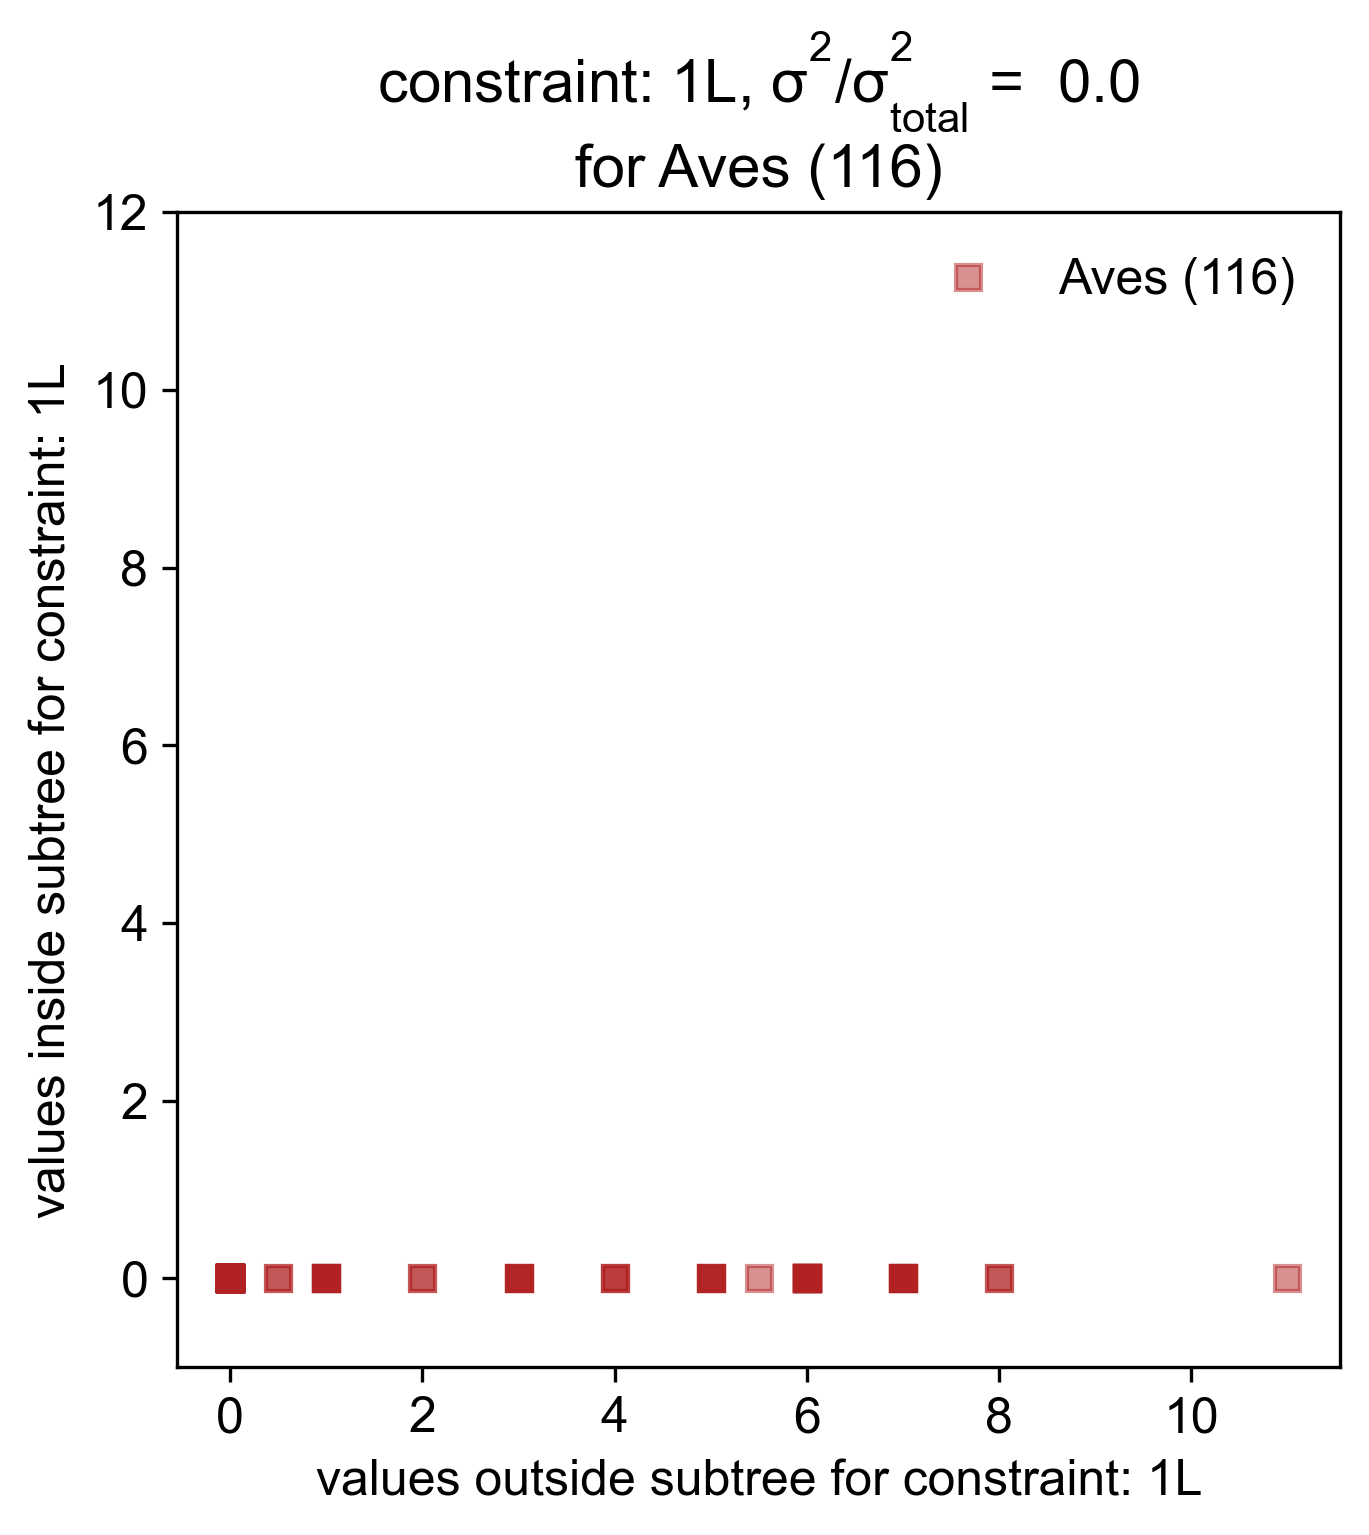 constraint: 1L, σ²/σ²total = 0.0
for Aves (116)
Aves (116)
values inside subtree for constraint: 1L
12
10
8
6
4
2
0
0 2 4 6 8 10
values outside subtree for constraint: 1L